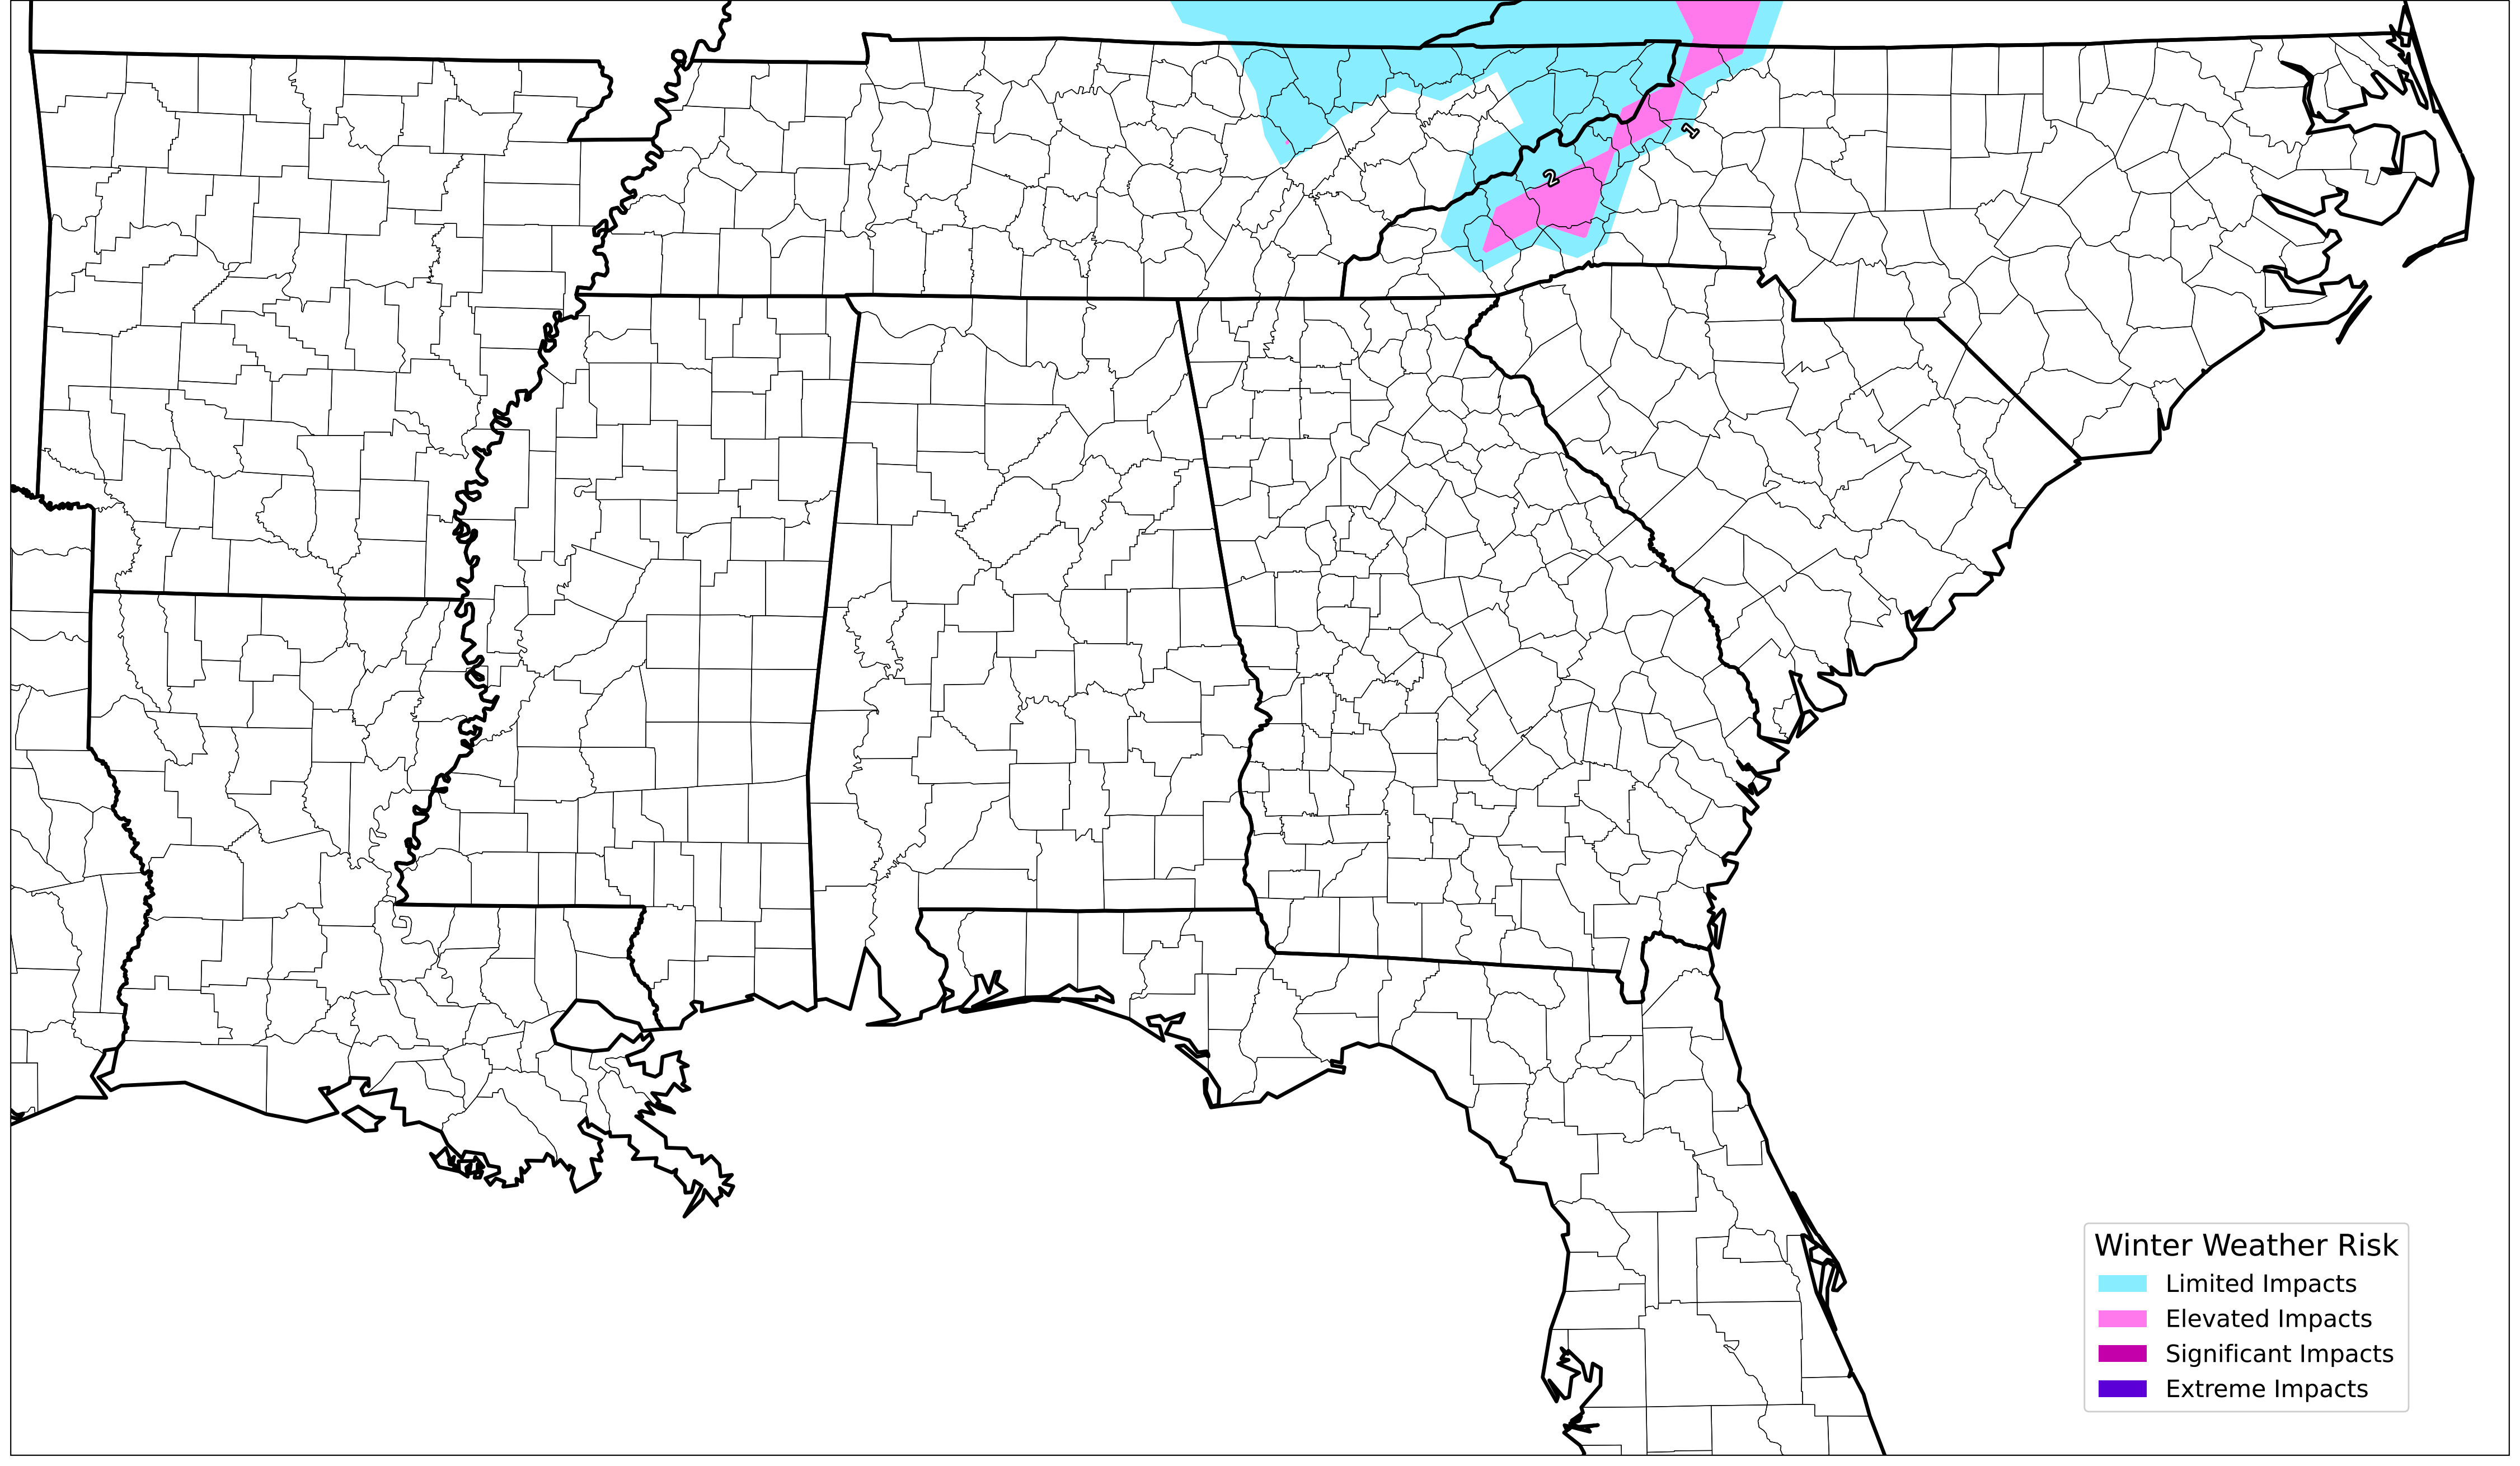 1
2
Winter Weather Risk
Limited Impacts
Elevated Impacts
Significant Impacts
Extreme Impacts